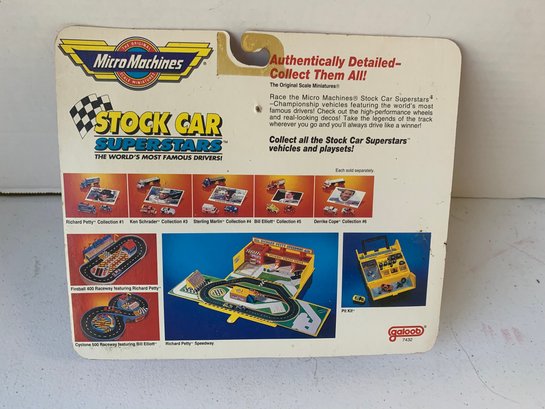 THE ORIGINAL
Micro Machines
SCALE MINIATURES
STOCK CAR
SUPERSTARS™
THE WORLD'S MOST FAMOUS DRIVERS!
Authentically Detailed–
Collect Them All!
The Original Scale Miniatures®
Race the Micro Machines® Stock Car Superstars™
–Championship vehicles featuring the world's most
famous drivers! Check out the high-performance wheels
and real-looking decos! Take the legends of the track
wherever you go and you'll always drive like a winner!
Collect all the Stock Car Superstars™
vehicles and playsets!
Each sold separately.
Richard Petty™ Collection #1
Ken Schrader™ Collection #3
Sterling Marlin™ Collection #4
Bill Elliott™ Collection #5
Derrike Cope™ Collection #6
Fireball 400 Raceway featuring Richard Petty™
Cyclone 500 Raceway featuring Bill Elliott™
Richard Petty™ Speedway
Pit Kit™
galoob®
7432